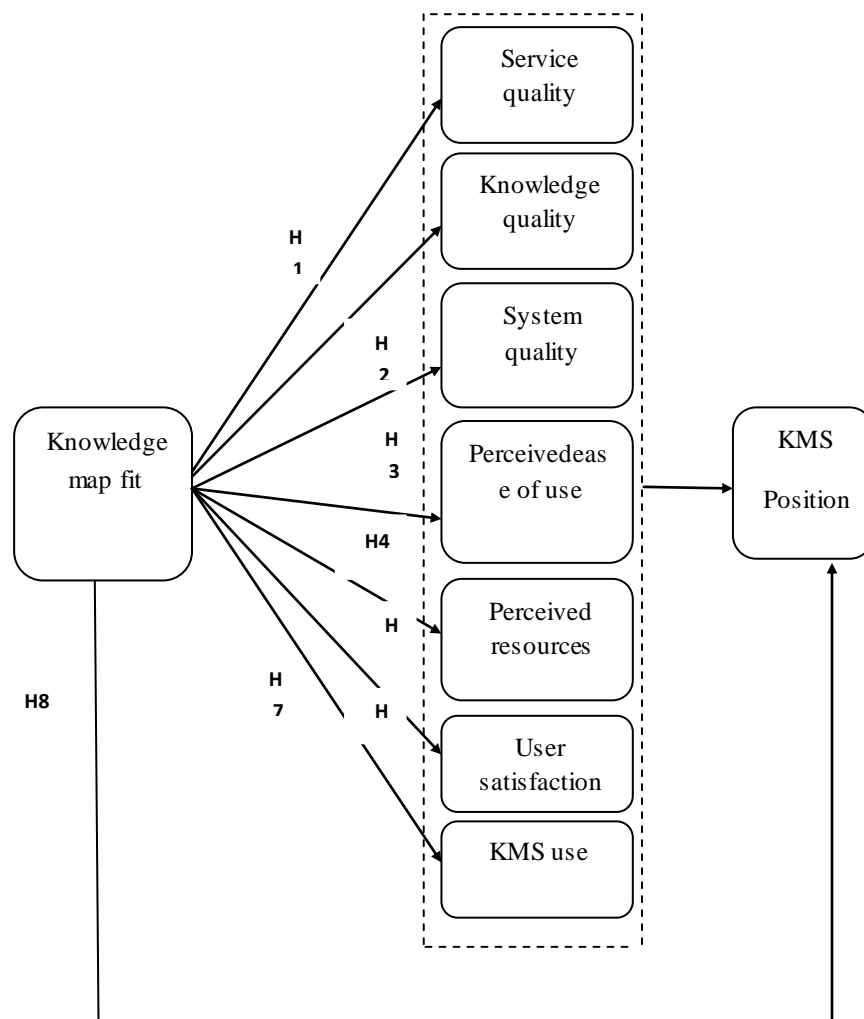 Service
quality
Knowledge
quality
H
1
System
quality
H
2
Knowledge
map fit
H
3
Perceivedeas
e of use
KMS
Position
H4
Perceived
resources
H
H
7
H
H8
User
satisfaction
KMS use